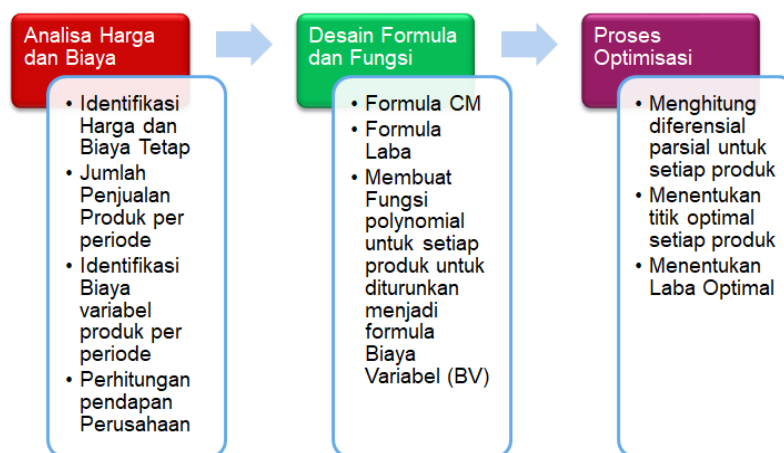 Analisa Harga
dan Biaya
• Identifikasi
Harga dan
Biaya Tetap
• Jumlah
Penjualan
Produk per
periode
• Identifikasi
Biaya
variabel
produk per
periode
• Perhitungan
pendapan
Perusahaan
Desain Formula
dan Fungsi
• Formula CM
• Formula
Laba
• Membuat
Fungsi
polynomial
untuk setiap
produk untuk
diturunkan
menjadi
formula
Biaya
Variabel (BV)
Proses
Optimisasi
• Menghitung
diferensial
parsial untuk
setiap produk
• Menentukan
titik optimal
setiap produk
• Menentukan
Laba Optimal